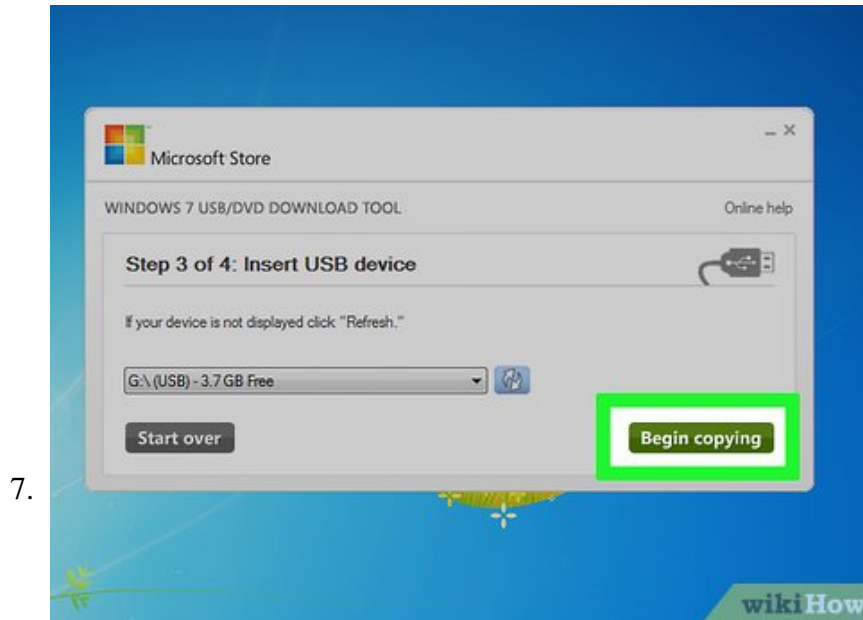 Microsoft Store
WINDOWS 7 USB/DVD DOWNLOAD TOOL Online help
Step 3 of 4: Insert USB device
If your device is not displayed click "Refresh."
G:\ (USB) - 3.7 GB Free
Start over Begin copying
7.
wikiHow